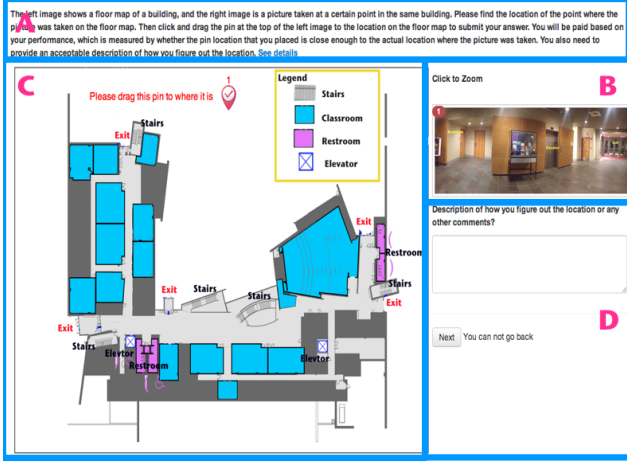 The left image shows a floor map of a building, and the right image is a picture taken at a certain point in the same building. Please find the location of the point where the
picture was taken on the floor map. Then click and drag the pin at the top of the left image to the location on the floor map to submit your answer. You will be paid based on
your performance, which is measured by whether the pin location that you placed is close enough to the actual location where the picture was taken. You also need to
provide an acceptable description of how you figure out the location. See details
A
C
1
Please drag this pin to where it is
Legend
Stairs
Classroom
Restroom
Elevator
Stairs
Exit
Exit
Restroom
Stairs
Exit
Exit
Stairs
Stairs
Exit
Stairs
Elevtor
Restroom
Elevtor
Click to Zoom
B
1
Description of how you figure out the location or any
other comments?
D
Next
You can not go back